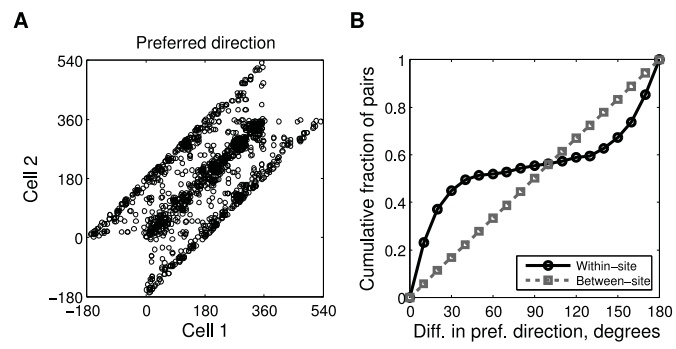 A
Preferred direction
540
360
180
0
−180
−180
0
180
360
540
Cell 2
Cell 1
B
1
0.8
0.6
0.4
0.2
0
0
30
60
90
120
150
180
Cumulative fraction of pairs
Diff. in pref. direction, degrees
Within−site
Between−site